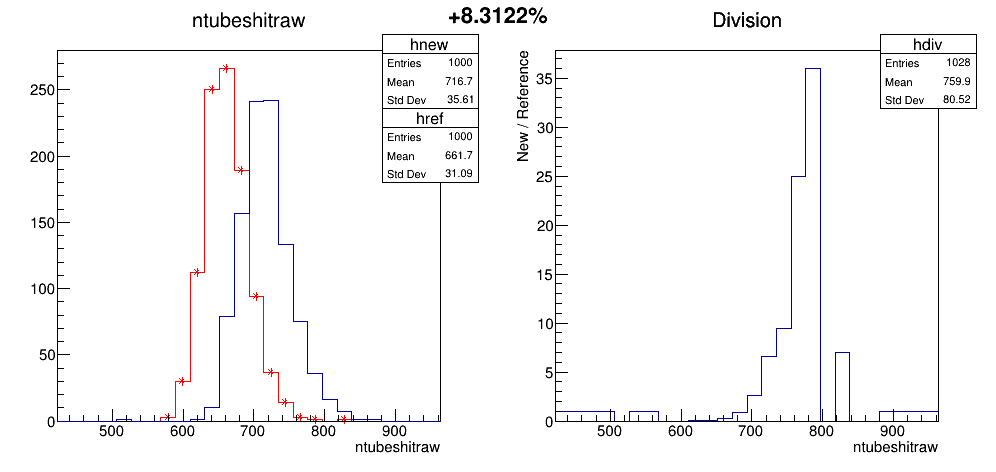 +8.3122%
ntubeshitraw
hnew
Entries 1000
Mean 716.7
Std Dev 35.61
href
Entries 1000
Mean 661.7
Std Dev 31.09
250
200
150
100
50
0
500 600 700 800 900
ntubeshitraw
Division
hdiv
Entries 1028
Mean 759.9
Std Dev 80.52
New / Reference
35
30
25
20
15
10
5
0
500 600 700 800 900
ntubeshitraw